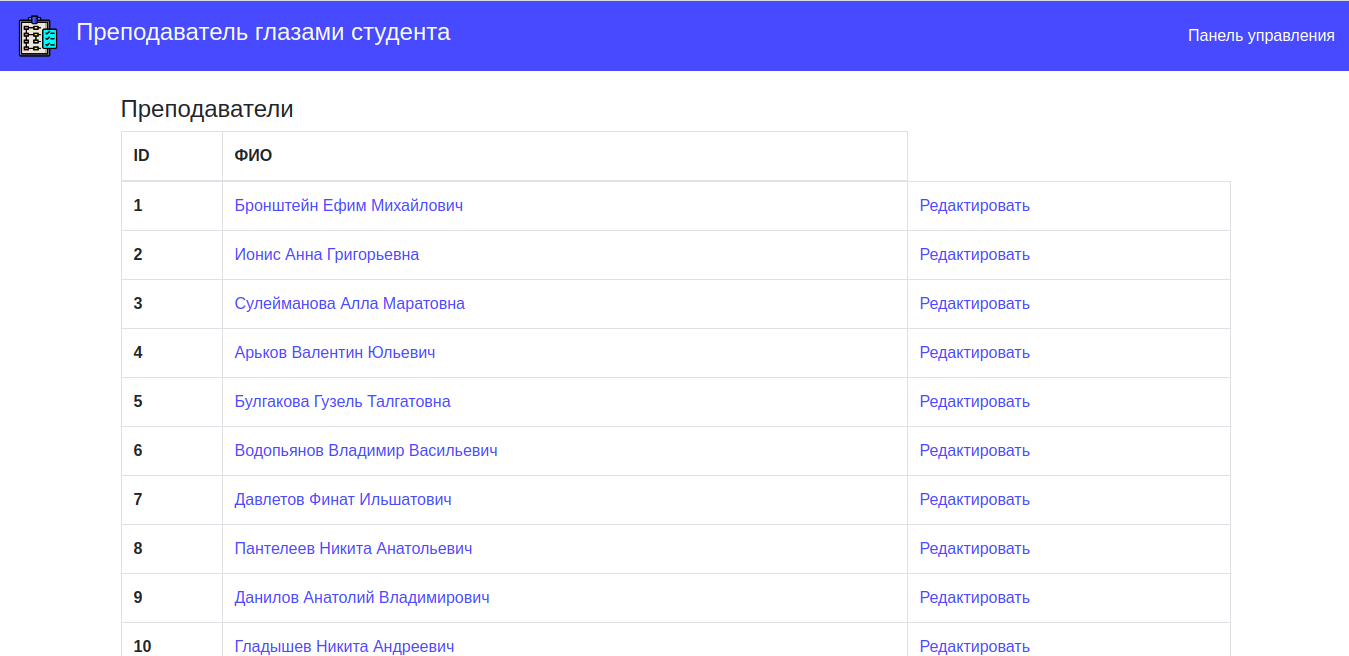 Преподаватель глазами студента
Панель управления
Преподаватели
ID ФИО
1 Бронштейн Ефим Михайлович Редактировать
2 Ионис Анна Григорьевна Редактировать
3 Сулейманова Алла Маратовна Редактировать
4 Арьков Валентин Юльевич Редактировать
5 Булгакова Гузель Талгатовна Редактировать
6 Водопьянов Владимир Васильевич Редактировать
7 Давлетов Финат Ильшатович Редактировать
8 Пантелеев Никита Анатольевич Редактировать
9 Данилов Анатолий Владимирович Редактировать
10 Гладышев Никита Андреевич Редактировать